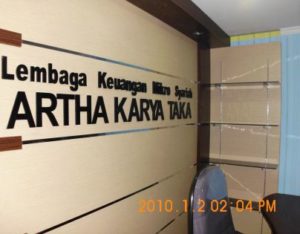 Lembaga Keuangan Mikro Syariah
ARTHA KARYA TAKA
2010.1.2 02:04 PM